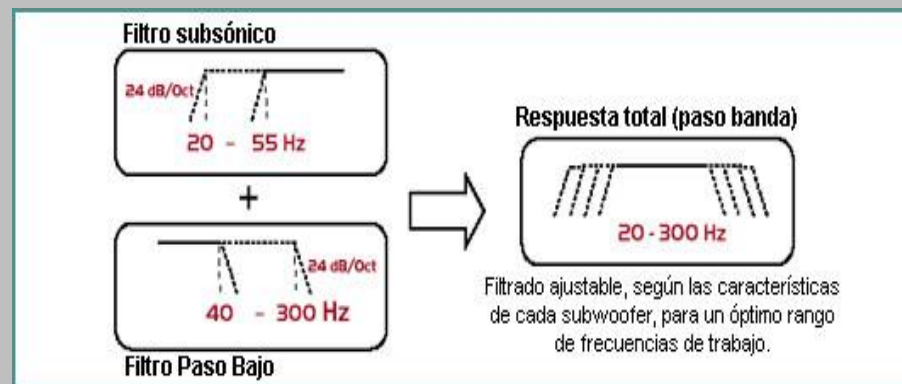 Filtro subsónico
24 dB/Oct
20 - 55 Hz
+
24 dB/Oct
40 - 300 Hz
Filtro Paso Bajo
Respuesta total (paso banda)
20 - 300 Hz
Filtrado ajustable, según las características
de cada subwoofer, para un óptimo rango
de frecuencias de trabajo.